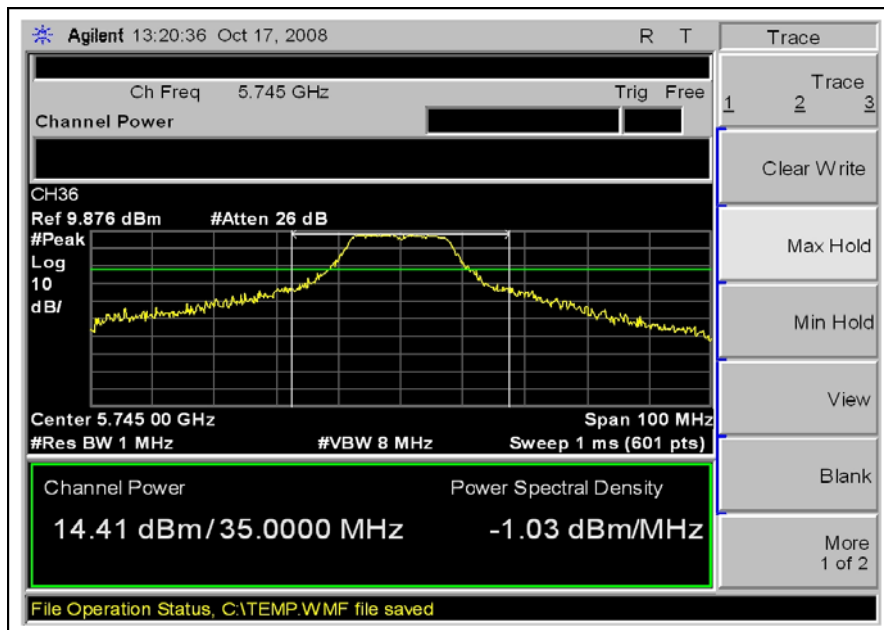 Agilent 13:20:36 Oct 17, 2008 R T
Trace
Ch Freq 5.745 GHz Trig Free
Channel Power
Trace
1 2 3
Clear Write
Max Hold
Min Hold
View
Blank
More
1 of 2
CH36
Ref 9.876 dBm #Atten 26 dB
#Peak
Log
10
dB/
Center 5.745 00 GHz Span 100 MHz
#Res BW 1 MHz #VBW 8 MHz Sweep 1 ms (601 pts)
Channel Power Power Spectral Density
14.41 dBm/35.0000 MHz -1.03 dBm/MHz
File Operation Status, C:\TEMP.WMF file saved